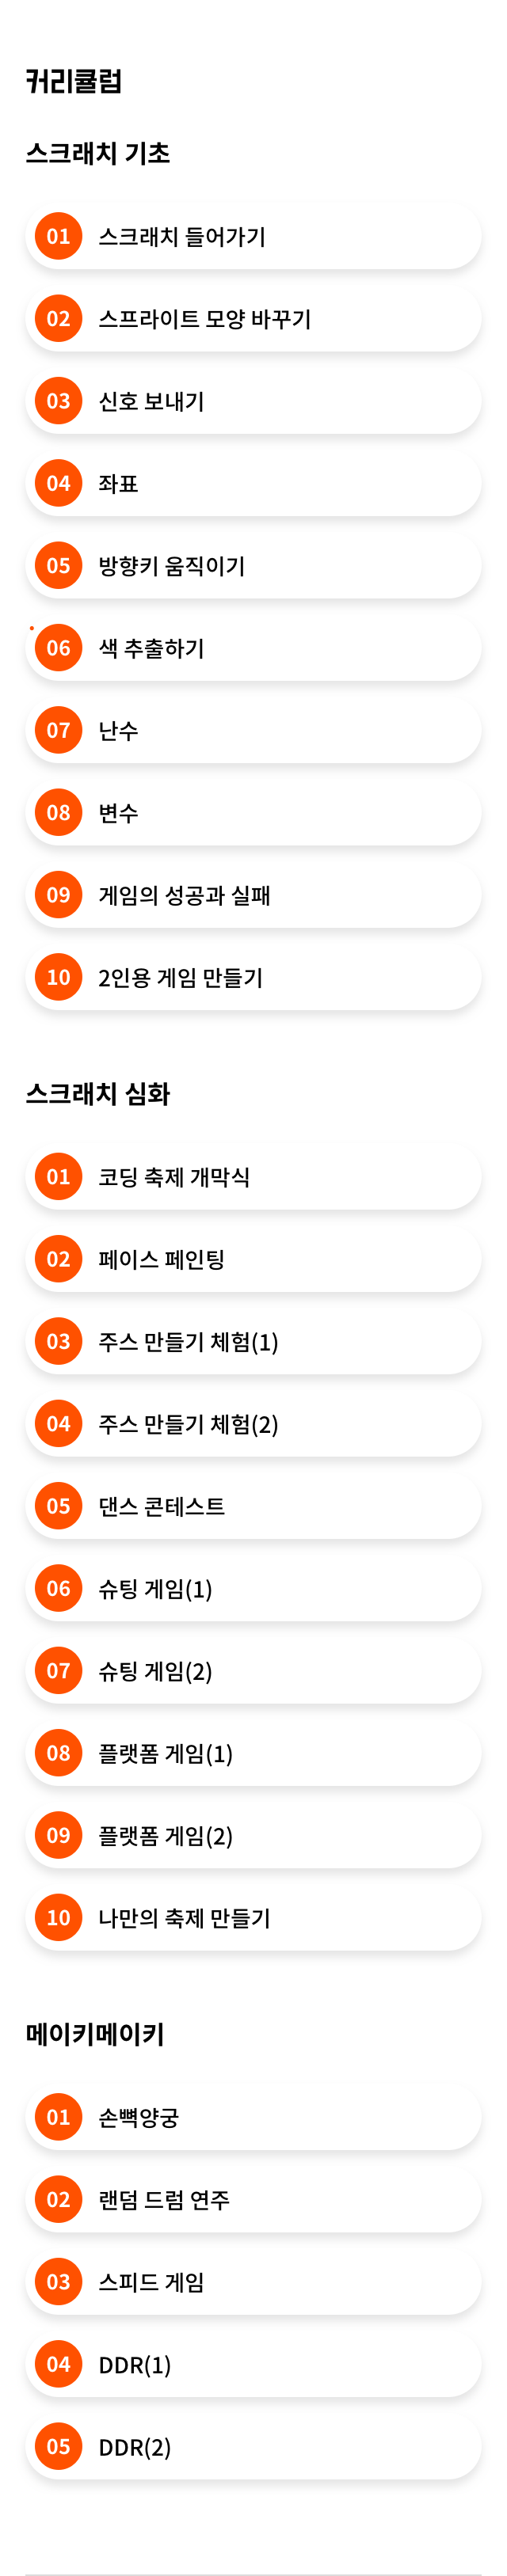 커리큘럼
스크래치 기초
01 스크래치 들어가기
02 스프라이트 모양 바꾸기
03 신호 보내기
04 좌표
05 방향키 움직이기
06 색 추출하기
07 난수
08 변수
09 게임의 성공과 실패
10 2인용 게임 만들기
스크래치 심화
01 코딩 축제 개막식
02 페이스 페인팅
03 주스 만들기 체험(1)
04 주스 만들기 체험(2)
05 댄스 콘테스트
06 슈팅 게임(1)
07 슈팅 게임(2)
08 플랫폼 게임(1)
09 플랫폼 게임(2)
10 나만의 축제 만들기
메이키메이키
01 손뼉양궁
02 랜덤 드럼 연주
03 스피드 게임
04 DDR(1)
05 DDR(2)